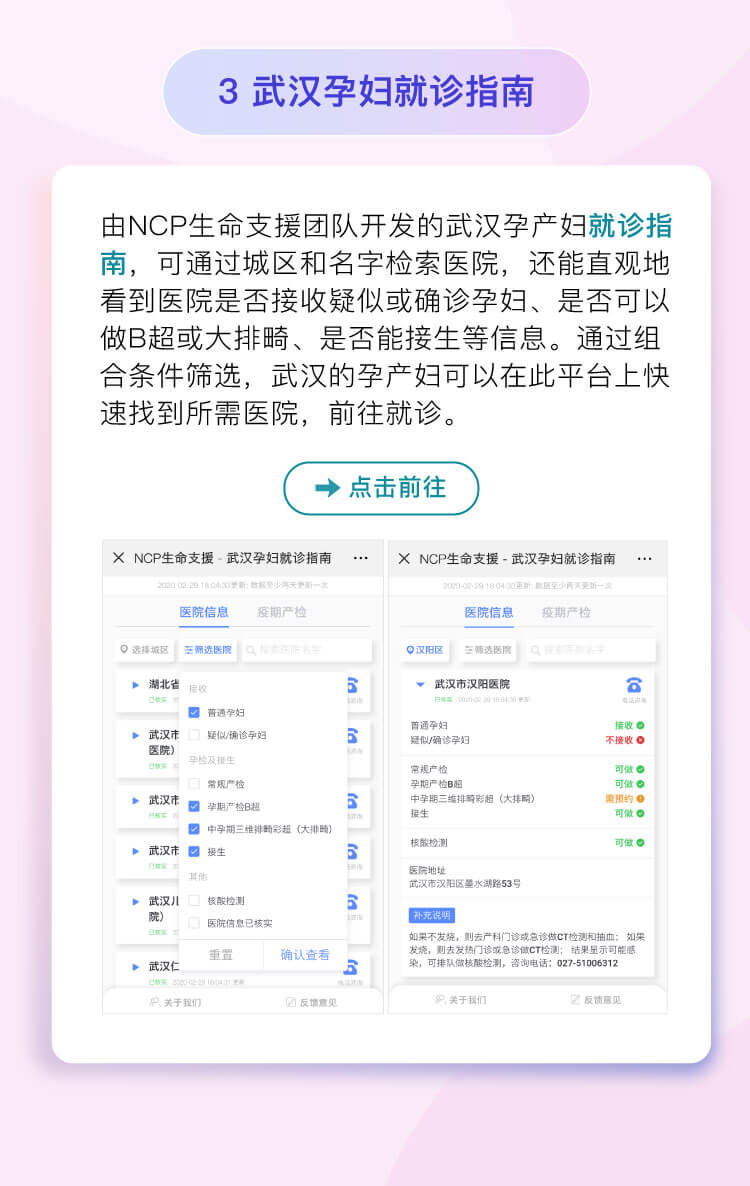 3 武汉孕妇就诊指南
由NCP生命支援团队开发的武汉孕产妇就诊指
南，可通过城区和名字检索医院，还能直观地
看到医院是否接收疑似或确诊孕妇、是否可以
做B超或大排畸、是否能接生等信息。通过组
合条件筛选，武汉的孕产妇可以在此平台上快
速找到所需医院，前往就诊。
点击前往
NCP生命支援 - 武汉孕妇就诊指南
2020-02-29 18:04:30更新: 数据至少两天更新一次
医院信息 疫期产检
选择城区 筛选医院 搜索医院名字
湖北省
已核实
接收
普通孕妇
疑似/确诊孕妇
武汉市
医院）
已核实
孕检及接生
常规产检
孕期产检B超
中孕期三维排畸彩超（大排畸）
接生
武汉市
已核实
武汉市
已核实
其他
核酸检测
医院信息已核实
武汉儿
院）
已核实
重置 确认查看
武汉仁
已核实 2020-02-29 18:04:31 更新
电话咨询
关于我们 反馈意见
NCP生命支援 - 武汉孕妇就诊指南
2020-02-29 18:04:30更新: 数据至少两天更新一次
医院信息 疫期产检
汉阳区 筛选医院 搜索医院名字
武汉市汉阳医院
已核实 2020-02-29 18:04:30 更新
电话咨询
普通孕妇 接收
疑似/确诊孕妇 不接收
常规产检 可做
孕期产检B超 可做
中孕期三维排畸彩超（大排畸） 需预约
接生 可做
核酸检测 可做
医院地址
武汉市汉阳区墨水湖路53号
补充说明
如果不发烧，则去产科门诊或急诊做CT检测和抽血； 如果
发烧，则去发热门诊或急诊做CT检测； 结果显示可能感
染，可排队做核酸检测，咨询电话：027-51006312
关于我们 反馈意见